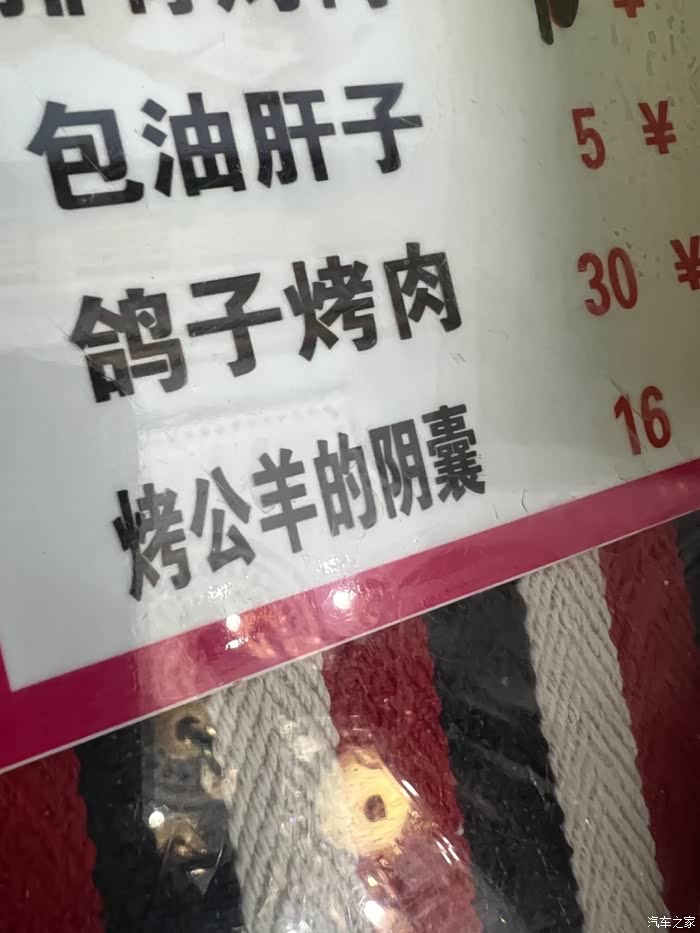 包油肝子 5 ¥
鸽子烤肉 30 ¥
烤公羊的阴囊 16
汽车之家